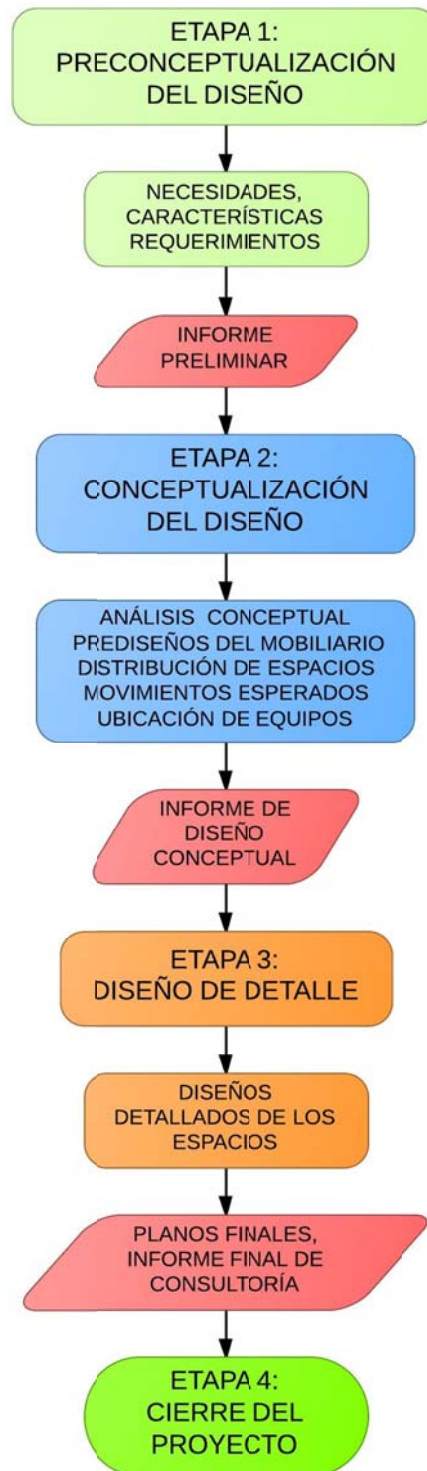 ETAPA 1:
PRECONCEPTUALIZACIÓN
DEL DISEÑO
NECESIDADES,
CARACTERÍSTICAS
REQUERIMIENTOS
INFORME
PRELIMINAR
ETAPA 2:
CONCEPTUALIZACIÓN
DEL DISEÑO
ANÁLISIS CONCEPTUAL
PREDISEÑOS DEL MOBILIARIO
DISTRIBUCIÓN DE ESPACIOS
MOVIMIENTOS ESPERADOS
UBICACIÓN DE EQUIPOS
INFORME DE
DISEÑO
CONCEPTUAL
ETAPA 3:
DISEÑO DE DETALLE
DISEÑOS
DETALLADOS DE LOS
ESPACIOS
PLANOS FINALES,
INFORME FINAL DE
CONSULTORÍA
ETAPA 4:
CIERRE DEL
PROYECTO